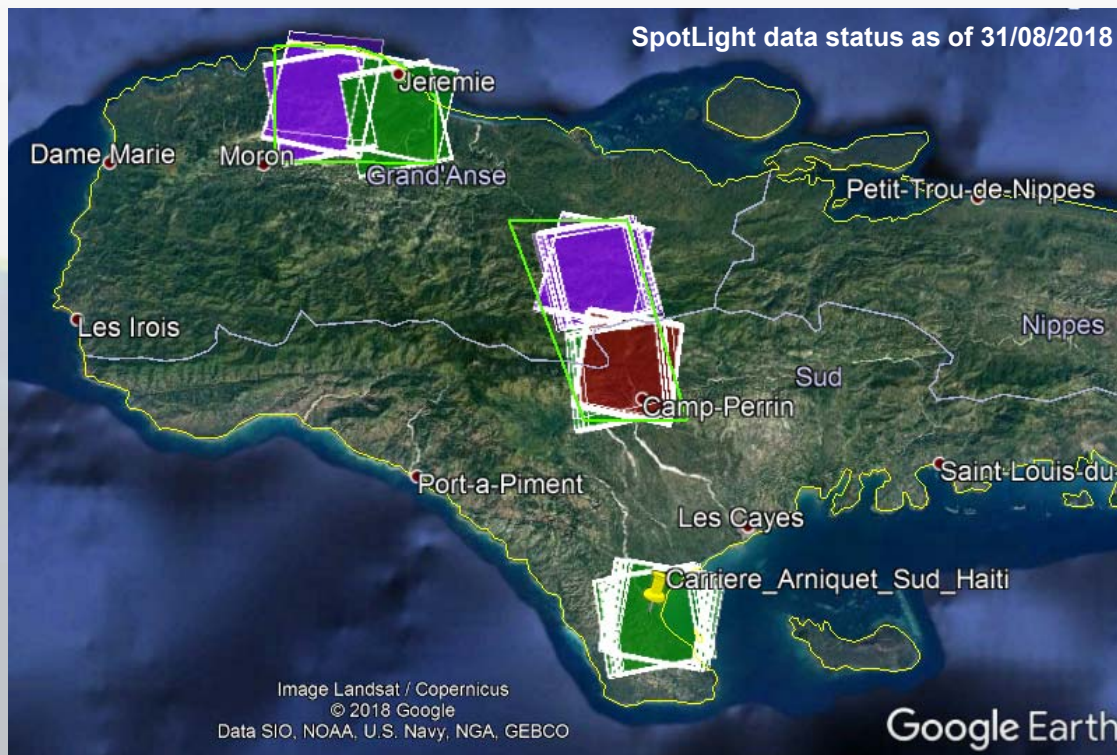 SpotLight data status as of 31/08/2018
Jeremie
Dame Marie
Moron
Grand'Anse
Petit-Trou-de-Nippes
Les Irois
Nippes
Sud
Camp-Perrin
Port-a-Piment
Saint-Louis-du-
Les Cayes
Carriere_Arniquet_Sud_Haiti
Image Landsat / Copernicus
© 2018 Google
Data SIO, NOAA, U.S. Navy, NGA, GEBCO
Google Earth